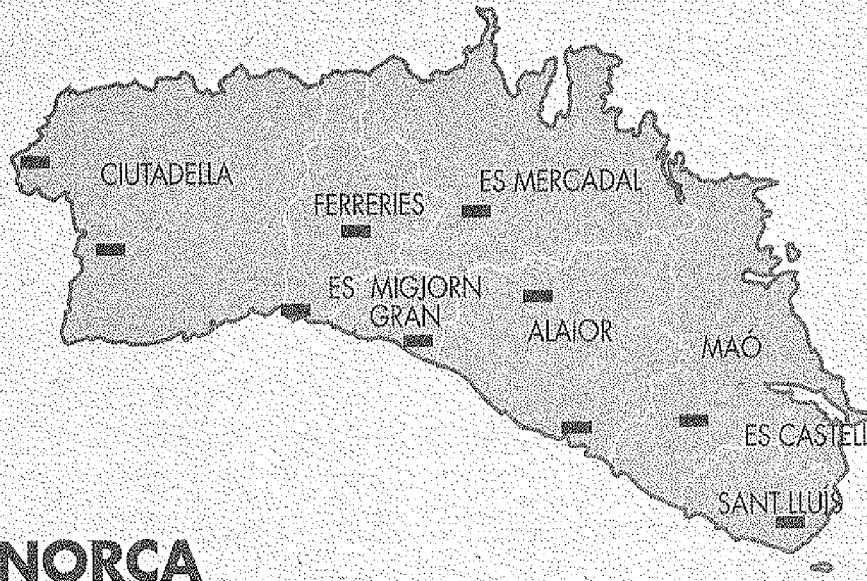 CIUTADELLA
ES MERCADAL
FERRERIES
ES MIGJORN
GRAN
ALAIOR
MAÓ
ES CASTELL
SANT LLUÍS
NORCA